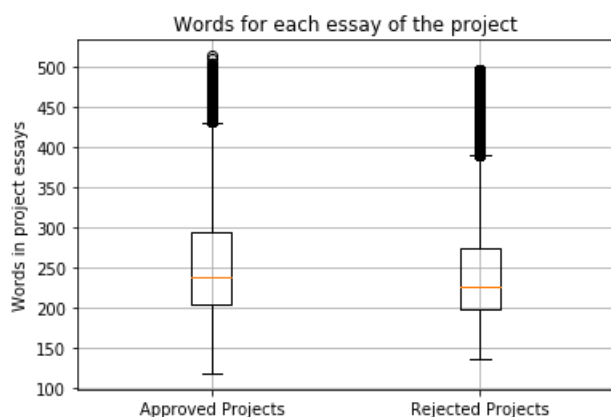 Words for each essay of the project
Words in project essays
500
450
400
350
300
250
200
150
100
Approved Projects
Rejected Projects